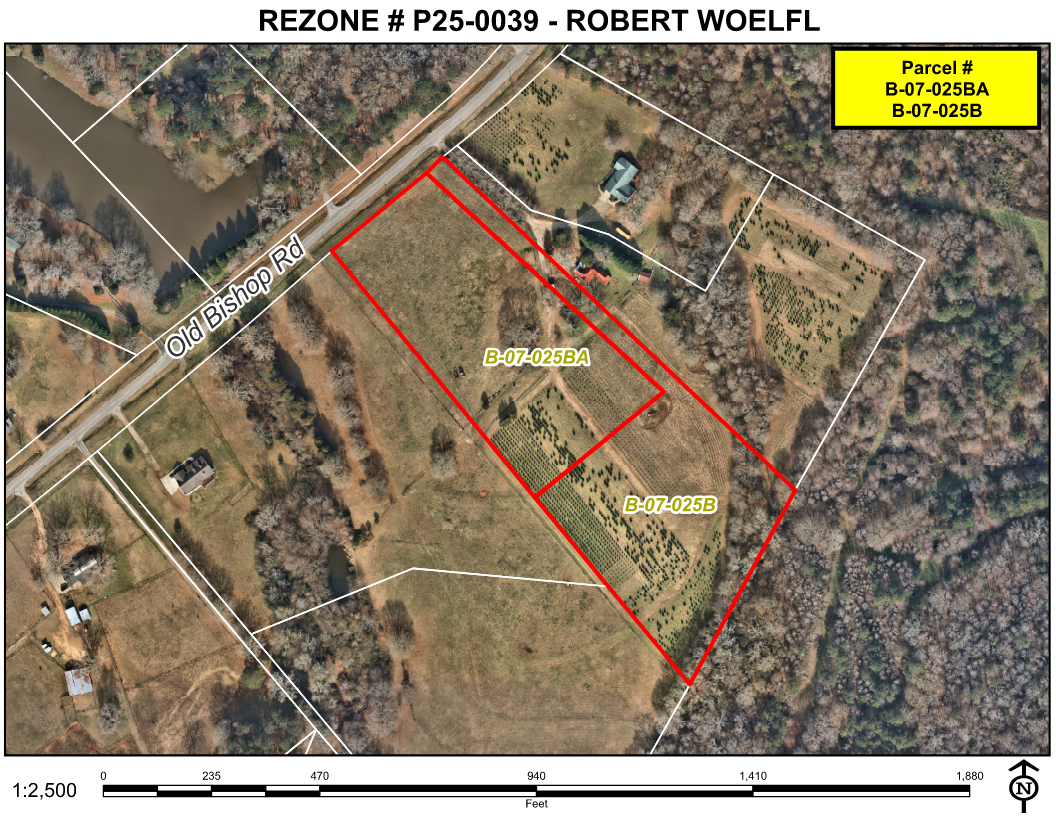 REZONE # P25-0039 - ROBERT WOELFL
Parcel #
B-07-025BA
B-07-025B
Old Bishop Rd
B-07-025BA
B-07-025B
1:2,500
0 235 470 940 1,410 1,880
Feet
N